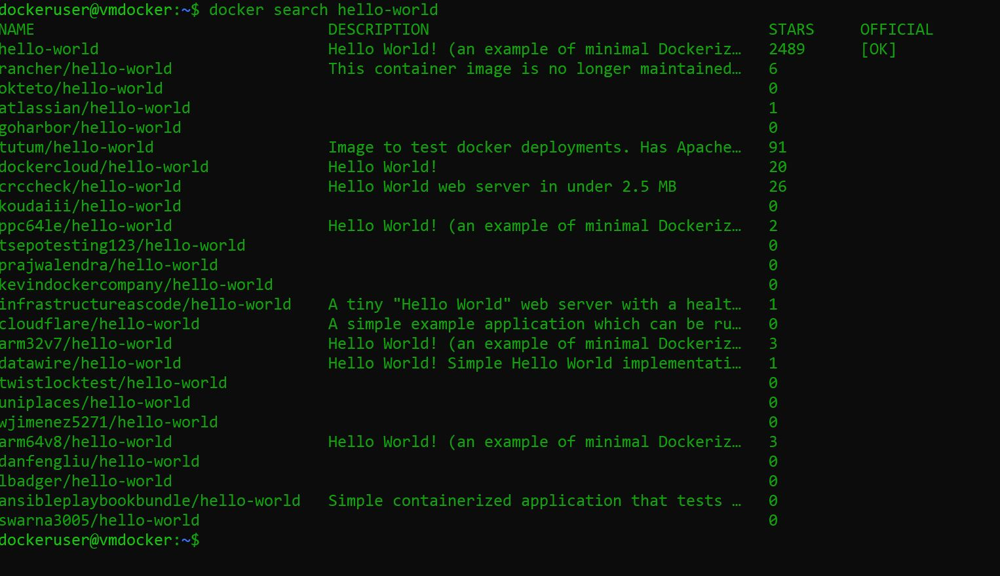 dockeruser@vmdocker:~$ docker search hello-world
NAME DESCRIPTION STARS OFFICIAL
hello-world Hello World! (an example of minimal Dockeriz… 2489 [OK]
rancher/hello-world This container image is no longer maintained… 6
okteto/hello-world 0
atlassian/hello-world 1
goharbor/hello-world 0
tutum/hello-world Image to test docker deployments. Has Apache… 91
dockercloud/hello-world Hello World! 20
crccheck/hello-world Hello World web server in under 2.5 MB 26
koudaiii/hello-world 0
ppc64le/hello-world Hello World! (an example of minimal Dockeriz… 2
tsepotesting123/hello-world 0
prajwalendra/hello-world 0
kevindockercompany/hello-world 0
infrastructureascode/hello-world A tiny "Hello World" web server with a healt… 1
cloudflare/hello-world A simple example application which can be ru… 0
arm32v7/hello-world Hello World! (an example of minimal Dockeriz… 3
datawire/hello-world Hello World! Simple Hello World implementati… 1
twistlocktest/hello-world 0
uniplaces/hello-world 0
wjimenez5271/hello-world 0
arm64v8/hello-world Hello World! (an example of minimal Dockeriz… 3
danfengliu/hello-world 0
lbadger/hello-world 0
ansibleplaybookbundle/hello-world Simple containerized application that tests … 0
swarna3005/hello-world 0
dockeruser@vmdocker:~$